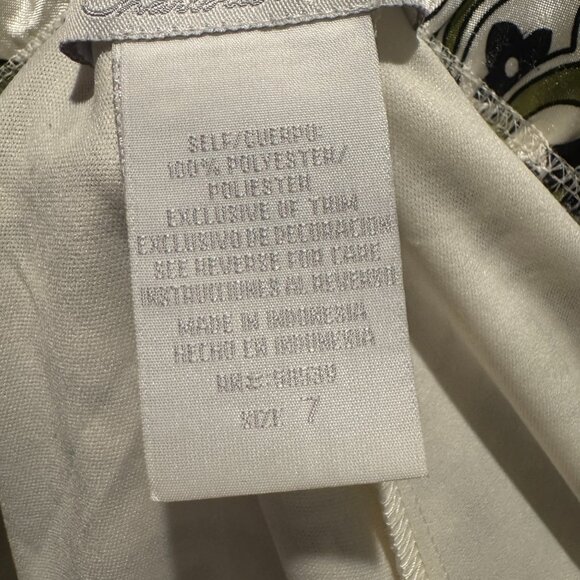 SELF/CUERPO:
100% POLYESTER/
POLIESTER
EXCLUSIVE OF TRIM
EXCLUSIVO DE DECORACION
SEE REVERSE FOR CARE
INSTRUCCIONES AL REVERSO
MADE IN INDONESIA
HECHO EN INDONEXIA
SIZE 7